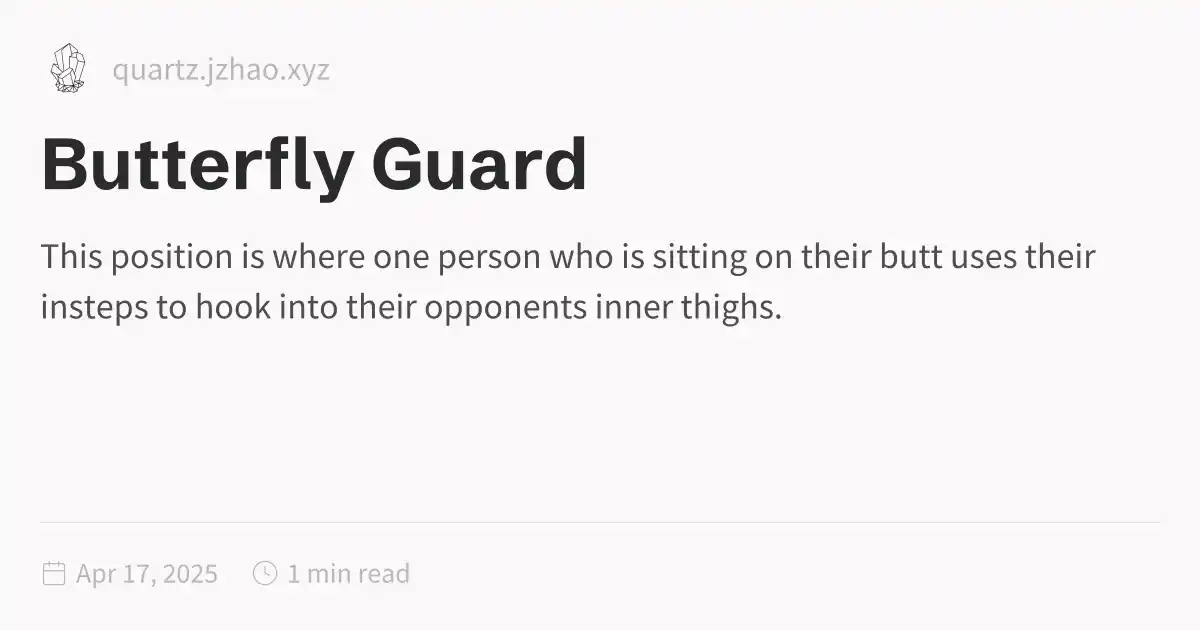 quartz.jzhao.xyz
Butterfly Guard
This position is where one person who is sitting on their butt uses their
insteps to hook into their opponents inner thighs.
Apr 17, 2025 1 min read